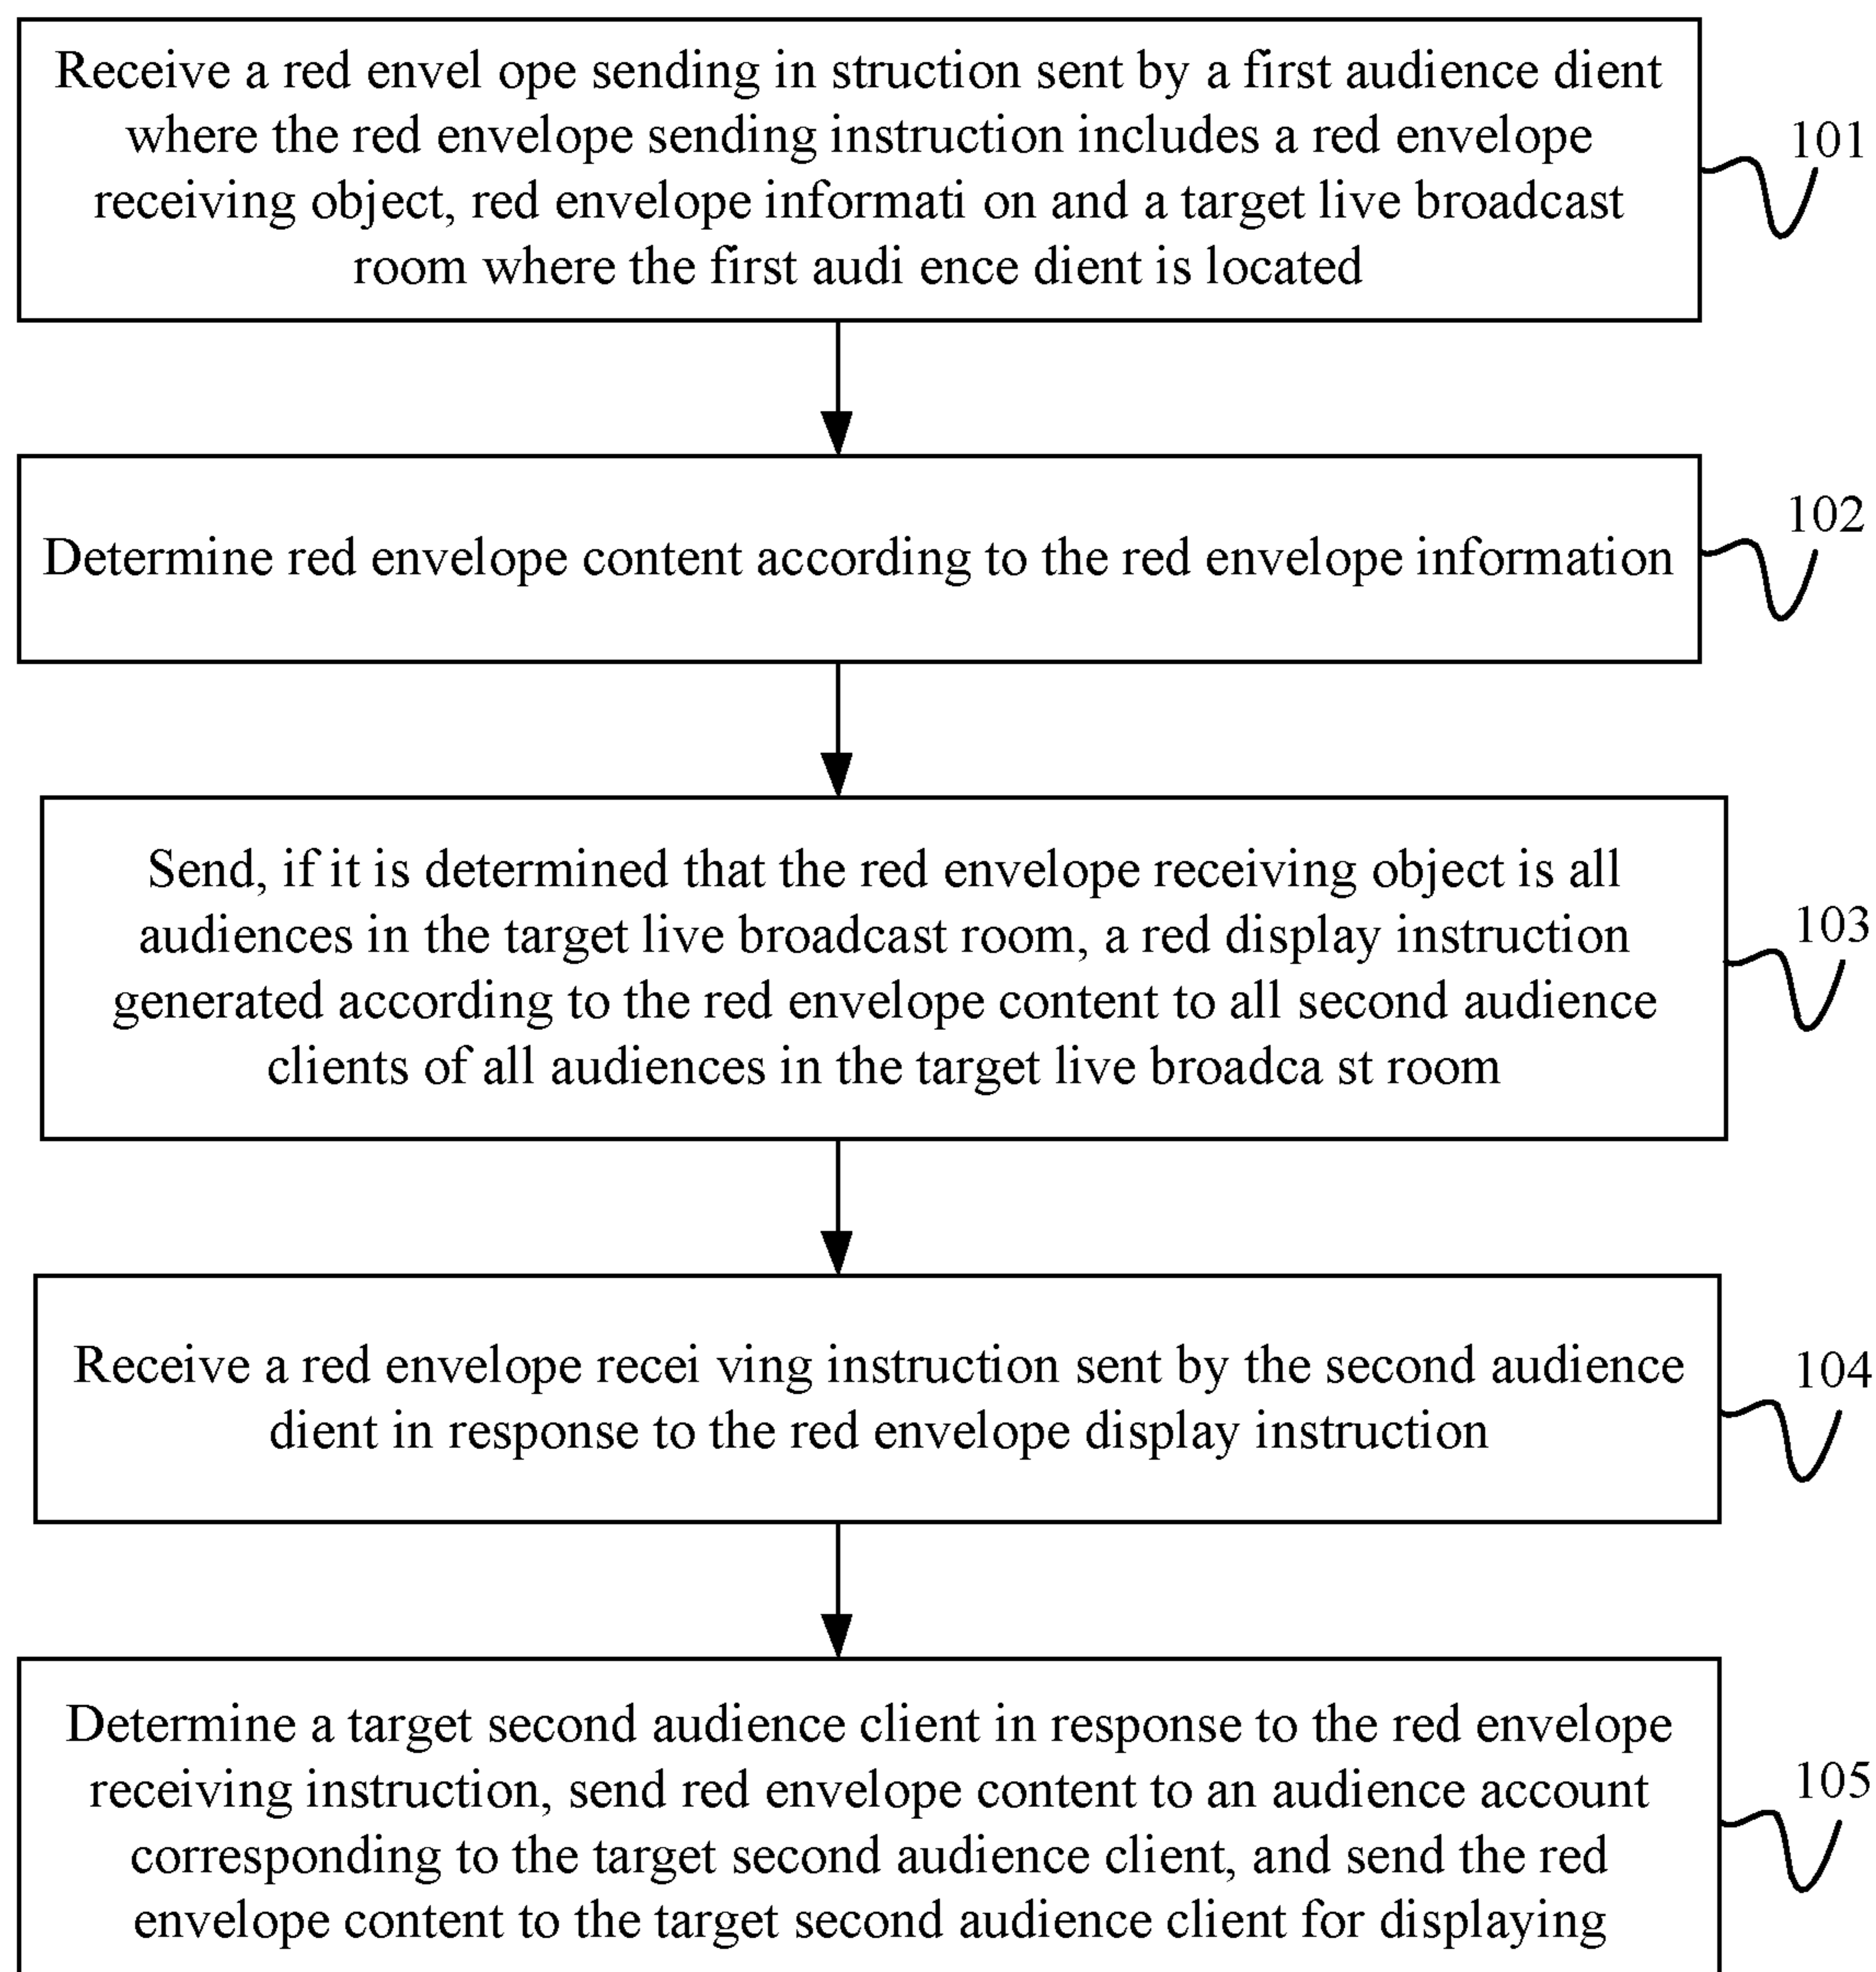 Receive a red envel ope sending in struction sent by a first audience dient
where the red envelope sending instruction includes a red envelope
receiving object, red envelope informati on and a target live broadcast
room where the first audi ence dient is located
101
Determine red envelope content according to the red envelope information
102
Send, if it is determined that the red envelope receiving object is all
audiences in the target live broadcast room, a red display instruction
generated according to the red envelope content to all second audience
clients of all audiences in the target live broadca st room
103
Receive a red envelope recei ving instruction sent by the second audience
dient in response to the red envelope display instruction
104
Determine a target second audience client in response to the red envelope
receiving instruction, send red envelope content to an audience account
corresponding to the target second audience client, and send the red
envelope content to the target second audience client for displaying
105